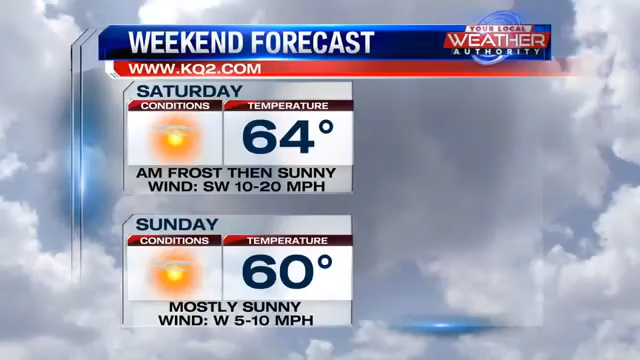 WEEKEND FORECAST
YOUR LOCAL
WEATHER
AUTHORITY
WWW.KQ2.COM
SATURDAY
CONDITIONS TEMPERATURE
64°
AM FROST THEN SUNNY
WIND: SW 10-20 MPH
SUNDAY
CONDITIONS TEMPERATURE
60°
MOSTLY SUNNY
WIND: W 5-10 MPH